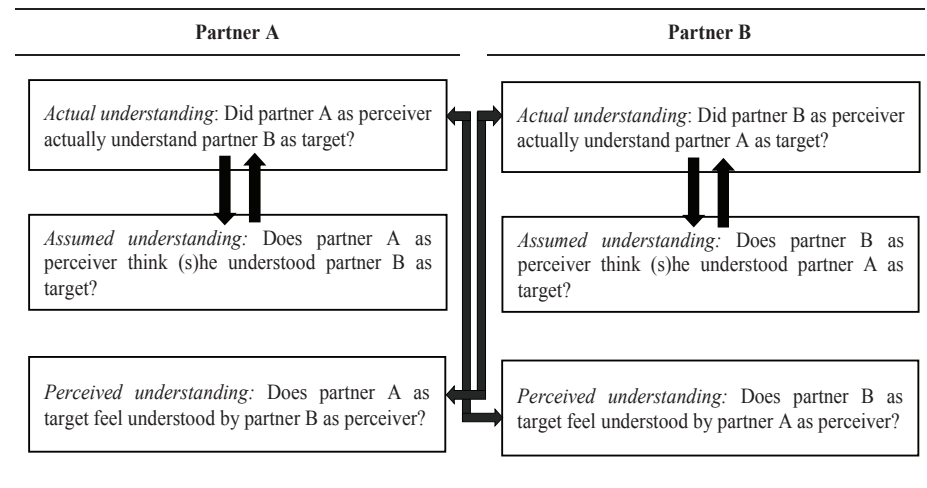 Partner A
Partner B
Actual understanding: Did partner A as perceiver
actually understand partner B as target?
Assumed understanding: Does partner A as
perceiver think (s)he understood partner B as
target?
Perceived understanding: Does partner A as
target feel understood by partner B as perceiver?
Actual understanding: Did partner B as perceiver
actually understand partner A as target?
Assumed understanding: Does partner B as
perceiver think (s)he understood partner A as
target?
Perceived understanding: Does partner B as
target feel understood by partner A as perceiver?